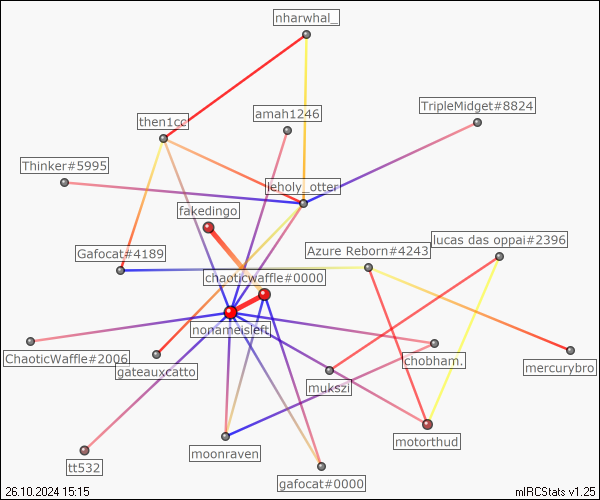 nharwhal_
TripleMidget#8824
amah1246
then1cc
Thinker#5995
leholy_otter
fakedingo
lucas das oppai#2396
Gafocat#4189
Azure Reborn#4243
chaoticwaffle#0000
nonameisleft
ChaoticWaffle#2006
chobham.
gateauxcatto
mercurybro
mukszi
motorthud
moonraven
tt532
gafocat#0000
26.10.2024 15:15
mIRCStats v1.25